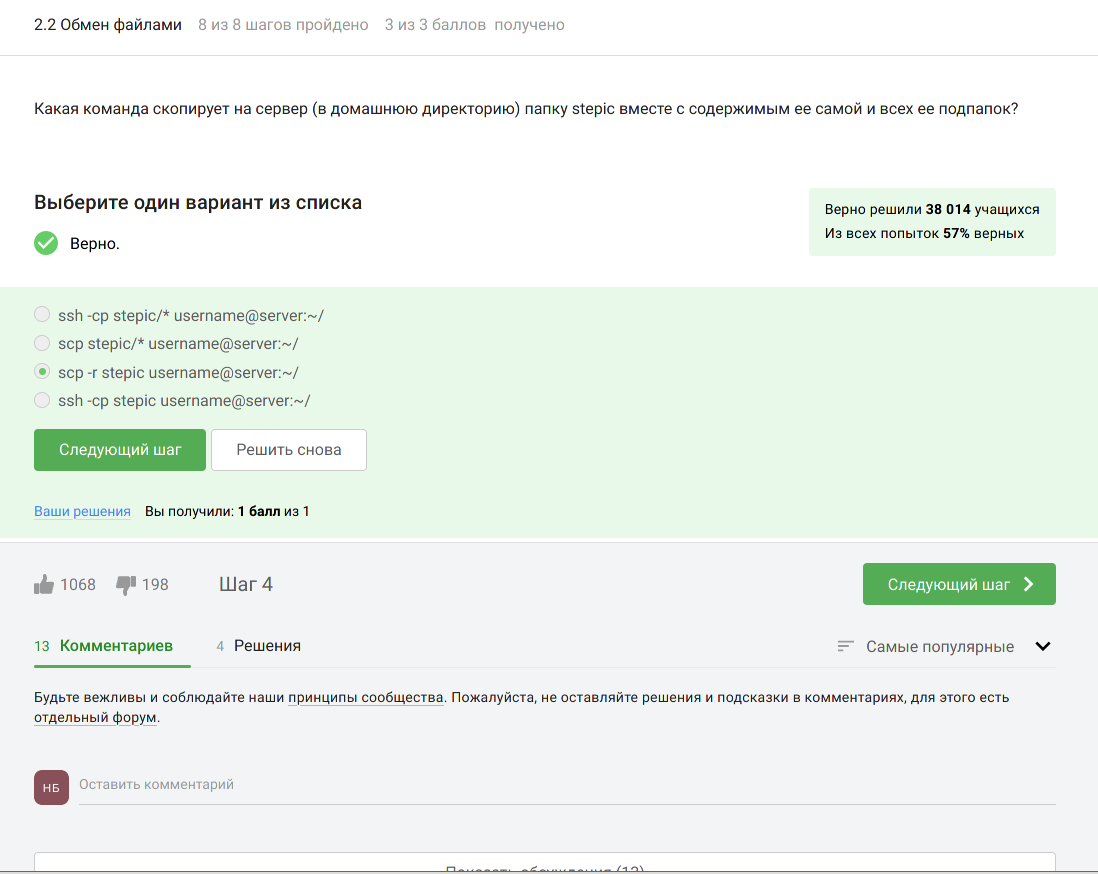 2.2 Обмен файлами 8 из 8 шагов пройдено 3 из 3 баллов получено
Какая команда скопирует на сервер (в домашнюю директорию) папку stepic вместе с содержимым ее самой и всех ее подпапок?
Выберите один вариант из списка
Верно.
Верно решили 38 014 учащихся
Из всех попыток 57% верных
ssh -cp stepic/* username@server:~/
scp stepic/* username@server:~/
scp -r stepic username@server:~/
ssh -cp stepic username@server:~/
Следующий шаг Решить снова
Ваши решения Вы получили: 1 балл из 1
1068 198 Шаг 4 Следующий шаг
13 Комментариев 4 Решения Самые популярные
Будьте вежливы и соблюдайте наши принципы сообщества. Пожалуйста, не оставляйте решения и подсказки в комментариях, для этого есть
отдельный форум.
НБ Оставить комментарий
Показать обсуждения (13)